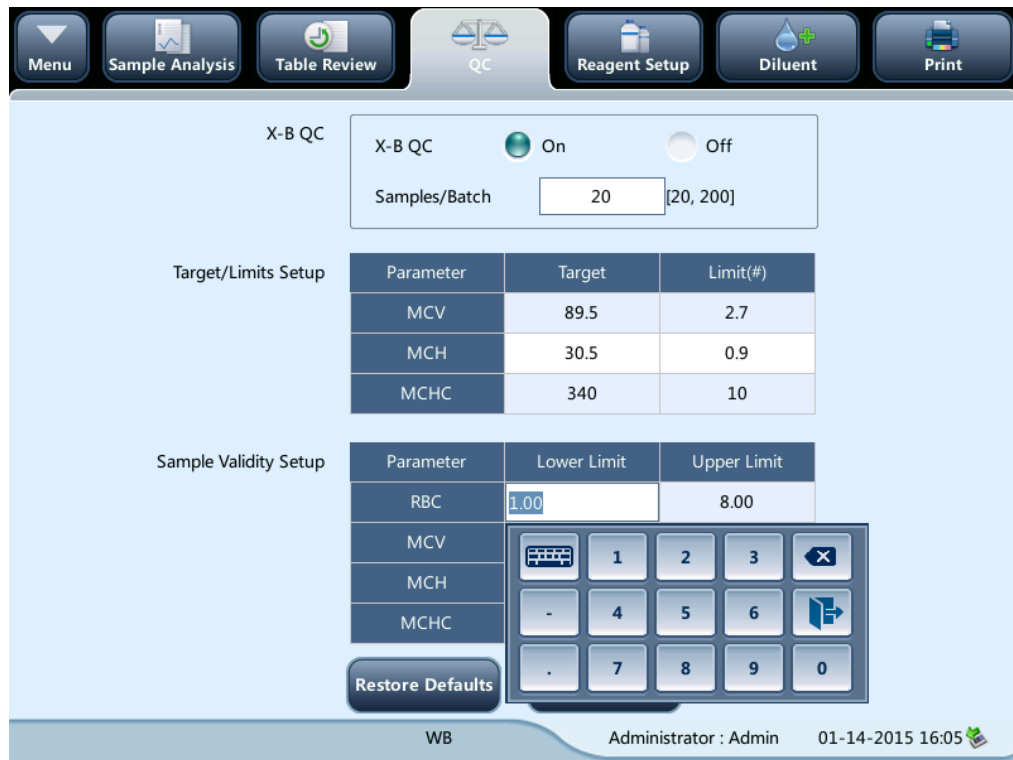 Menu Sample Analysis Table Review QC Reagent Setup Diluent Print
X-B QC
X-B QC On Off
Samples/Batch 20 [20, 200]
Target/Limits Setup
Parameter Target Limit(#)
MCV 89.5 2.7
MCH 30.5 0.9
MCHC 340 10
Sample Validity Setup
Parameter Lower Limit Upper Limit
RBC 1.00 8.00
MCV
MCH
MCHC
1 2 3
- 4 5 6
. 7 8 9 0
Restore Defaults
WB Administrator : Admin 01-14-2015 16:05